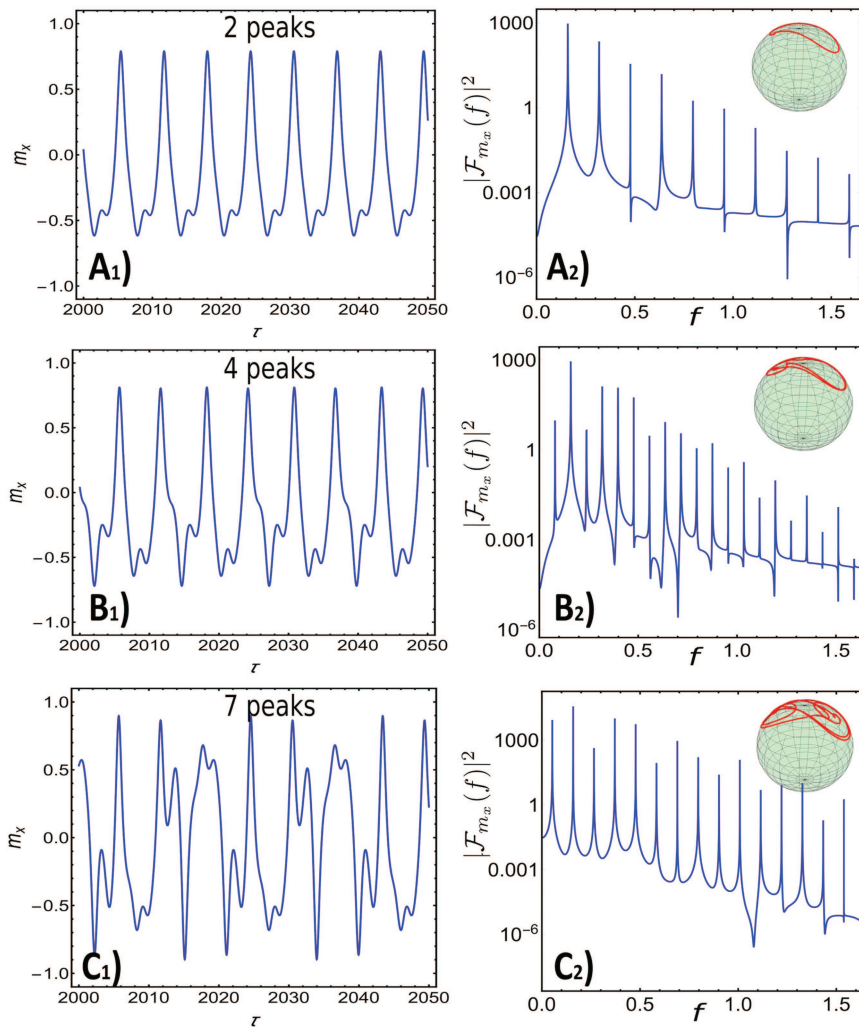 2 peaks
1.0
0.5
0.0
-0.5
-1.0
m_x
2000 2010 2020 2030 2040 2050
τ
A1)
1000
1
0.001
10^-6
|F_{m_x}(f)|^2
0.0 0.5 1.0 1.5
f
A2)
4 peaks
1.0
0.5
0.0
-0.5
-1.0
m_x
2000 2010 2020 2030 2040 2050
τ
B1)
1000
1
0.001
10^-6
|F_{m_x}(f)|^2
0.0 0.5 1.0 1.5
f
B2)
7 peaks
1.0
0.5
0.0
-0.5
-1.0
m_x
2000 2010 2020 2030 2040 2050
τ
C1)
1000
1
0.001
10^-6
|F_{m_x}(f)|^2
0.0 0.5 1.0 1.5
f
C2)